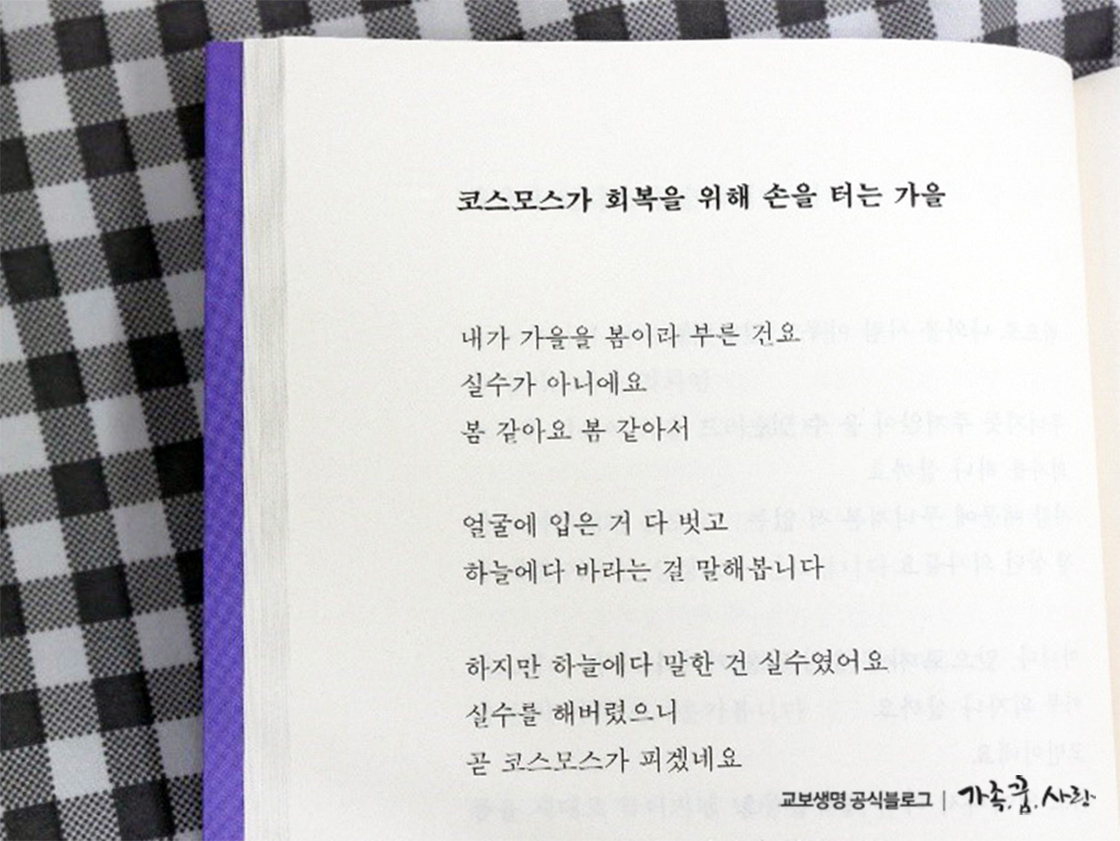 코스모스가 회복을 위해 손을 터는 가을
내가 가을을 봄이라 부른 건요
실수가 아니에요
봄 같아요 봄 같아서
얼굴에 입은 거 다 벗고
하늘에다 바라는 걸 말해봅니다
하지만 하늘에다 말한 건 실수였어요
실수를 해버렸으니
곧 코스모스가 피겠네요
교보생명 공식블로그 | 가족.꿈.사랑